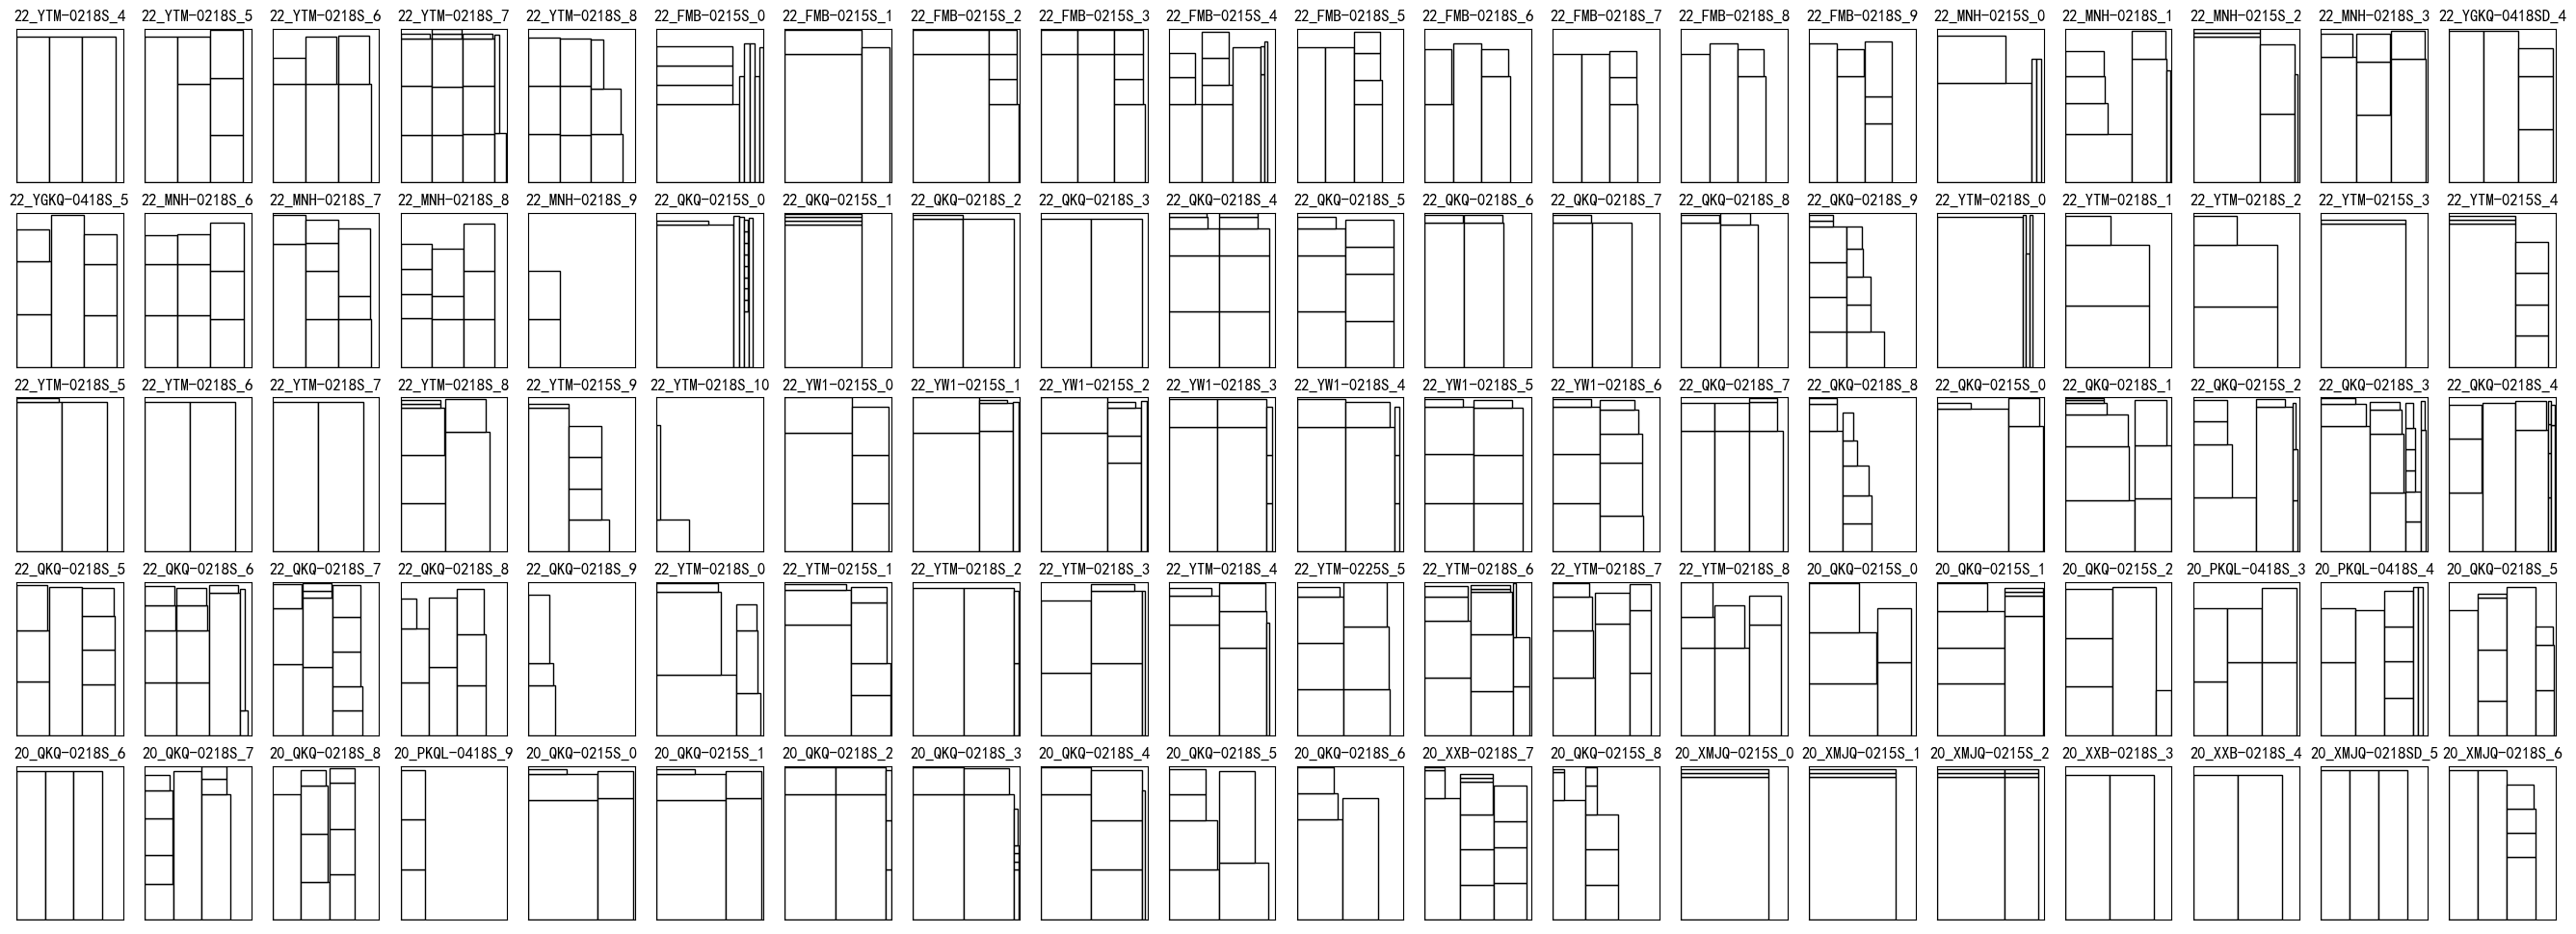 22_YTM-0218S_4 22_YTM-0218S_5 22_YTM-0218S_6 22_YTM-0218S_7 22_YTM-0218S_8 22_FMB-0215S_0 22_FMB-0215S_1 22_FMB-0215S_2 22_FMB-0215S_3 22_FMB-0215S_4 22_FMB-0218S_5 22_FMB-0218S_6 22_FMB-0218S_7 22_FMB-0218S_8 22_FMB-0218S_9 22_MNH-0215S_0 22_MNH-0218S_1 22_MNH-0215S_2 22_MNH-0218S_3 22_YGKQ-0418SD_4
22_YGKQ-0418S_5 22_MNH-0218S_6 22_MNH-0218S_7 22_MNH-0218S_8 22_MNH-0218S_9 22_QKQ-0215S_0 22_QKQ-0215S_1 22_QKQ-0218S_2 22_QKQ-0218S_3 22_QKQ-0218S_4 22_QKQ-0218S_5 22_QKQ-0218S_6 22_QKQ-0218S_7 22_QKQ-0218S_8 22_QKQ-0218S_9 22_YTM-0218S_0 22_YTM-0218S_1 22_YTM-0218S_2 22_YTM-0215S_3 22_YTM-0215S_4
22_YTM-0218S_5 22_YTM-0218S_6 22_YTM-0218S_7 22_YTM-0218S_8 22_YTM-0215S_9 22_YTM-0218S_10 22_YW1-0215S_0 22_YW1-0215S_1 22_YW1-0215S_2 22_YW1-0218S_3 22_YW1-0218S_4 22_YW1-0218S_5 22_YW1-0218S_6 22_QKQ-0218S_7 22_QKQ-0218S_8 22_QKQ-0215S_0 22_QKQ-0218S_1 22_QKQ-0215S_2 22_QKQ-0218S_3 22_QKQ-0218S_4
22_QKQ-0218S_5 22_QKQ-0218S_6 22_QKQ-0218S_7 22_QKQ-0218S_8 22_QKQ-0218S_9 22_YTM-0218S_0 22_YTM-0215S_1 22_YTM-0218S_2 22_YTM-0218S_3 22_YTM-0218S_4 22_YTM-0225S_5 22_YTM-0218S_6 22_YTM-0218S_7 22_YTM-0218S_8 20_QKQ-0215S_0 20_QKQ-0215S_1 20_QKQ-0215S_2 20_PKQL-0418S_3 20_PKQL-0418S_4 20_QKQ-0218S_5
20_QKQ-0218S_6 20_QKQ-0218S_7 20_QKQ-0218S_8 20_PKQL-0418S_9 20_QKQ-0215S_0 20_QKQ-0215S_1 20_QKQ-0218S_2 20_QKQ-0218S_3 20_QKQ-0218S_4 20_QKQ-0218S_5 20_QKQ-0218S_6 20_XXB-0218S_7 20_QKQ-0215S_8 20_XMJQ-0215S_0 20_XMJQ-0215S_1 20_XMJQ-0215S_2 20_XXB-0218S_3 20_XXB-0218S_4 20_XMJQ-0218SD_5 20_XMJQ-0218S_6